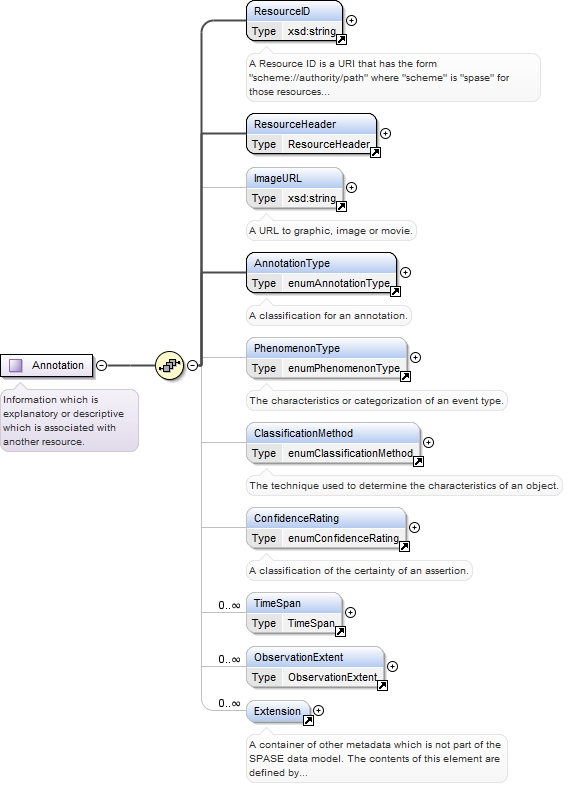 ResourceID
Type xsd:string
A Resource ID is a URI that has the form
"scheme://authority/path" where "scheme" is "spase" for
those resources...
ResourceHeader
Type ResourceHeader
ImageURL
Type xsd:string
A URL to graphic, image or movie.
AnnotationType
Type enumAnnotationType
A classification for an annotation.
PhenomenonType
Type enumPhenomenonType
The characteristics or categorization of an event type.
Annotation
Information which is
explanatory or descriptive
which is associated with
another resource.
ClassificationMethod
Type enumClassificationMethod
The technique used to determine the characteristics of an object.
ConfidenceRating
Type enumConfidenceRating
A classification of the certainty of an assertion.
0..∞
TimeSpan
Type TimeSpan
0..∞
ObservationExtent
Type ObservationExtent
0..∞
Extension
A container of other metadata which is not part of the
SPASE data model. The contents of this element are
defined by...